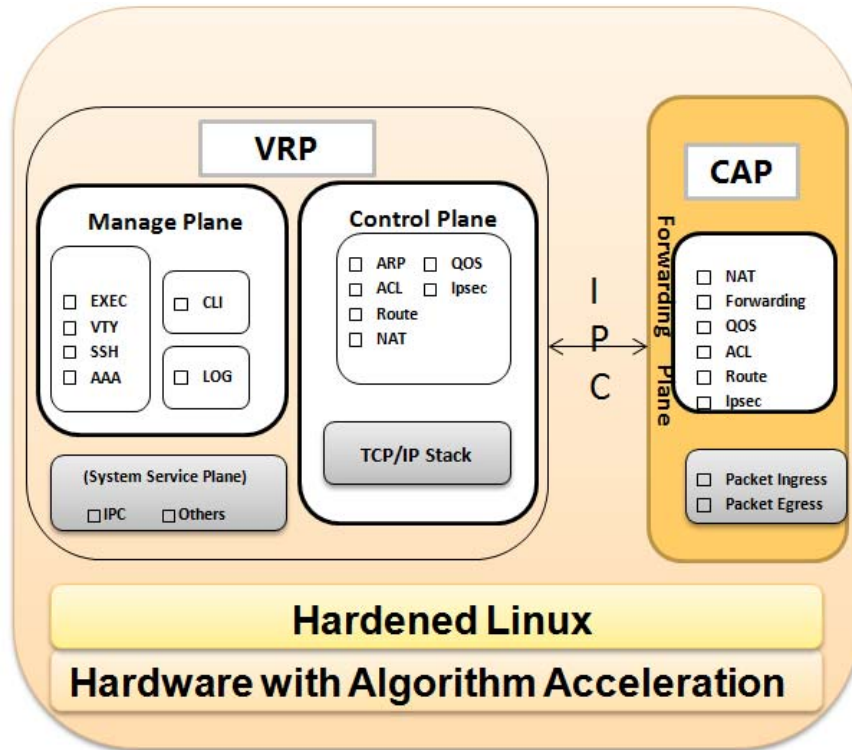 VRP
Manage Plane
EXEC
VTY
SSH
AAA
CLI
LOG
(System Service Plane)
IPC
Others
Control Plane
ARP
ACL
Route
NAT
QOS
Ipsec
TCP/IP Stack
I
P
C
CAP
Forwarding Plane
NAT
Forwarding
QOS
ACL
Route
Ipsec
Packet Ingress
Packet Egress
Hardened Linux
Hardware with Algorithm Acceleration